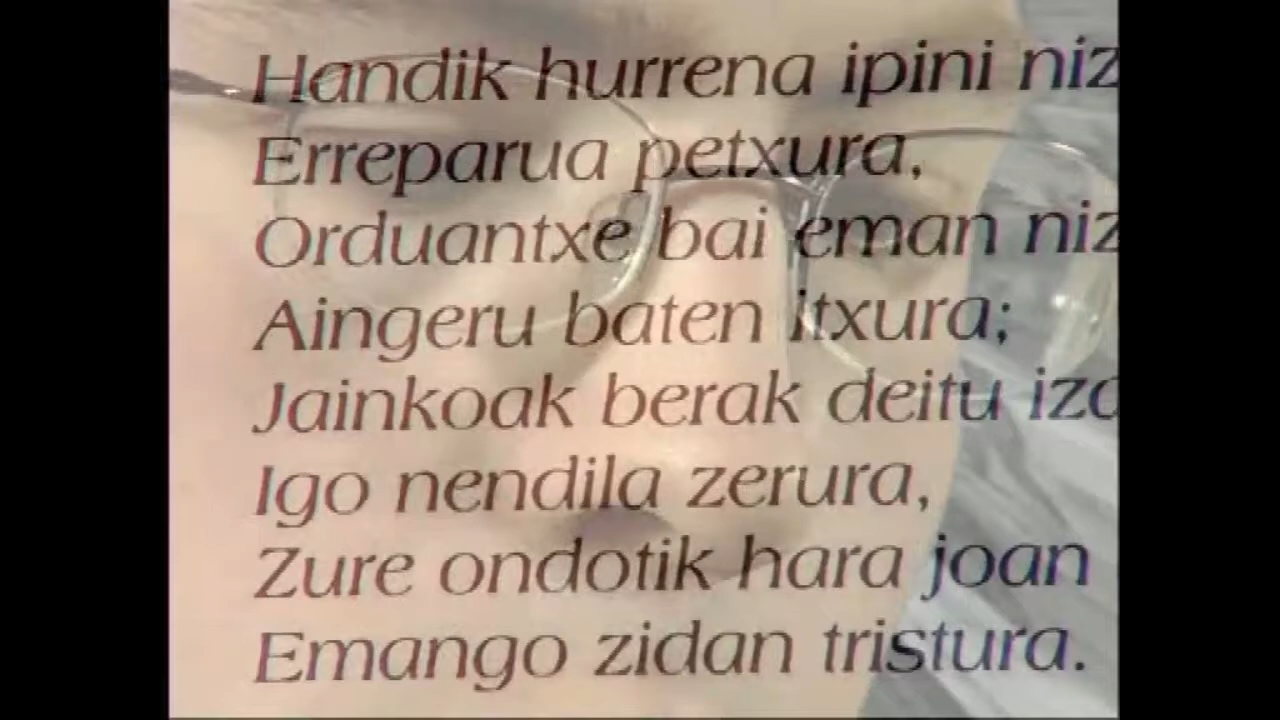 Handik hurrena ipini niz
Erreparua petxura,
Orduantxe bai eman niz
Aingeru baten itxura;
Jainkoak berak deitu iza
Igo nendila zerura,
Zure ondotik hara joan
Emango zidan tristura.